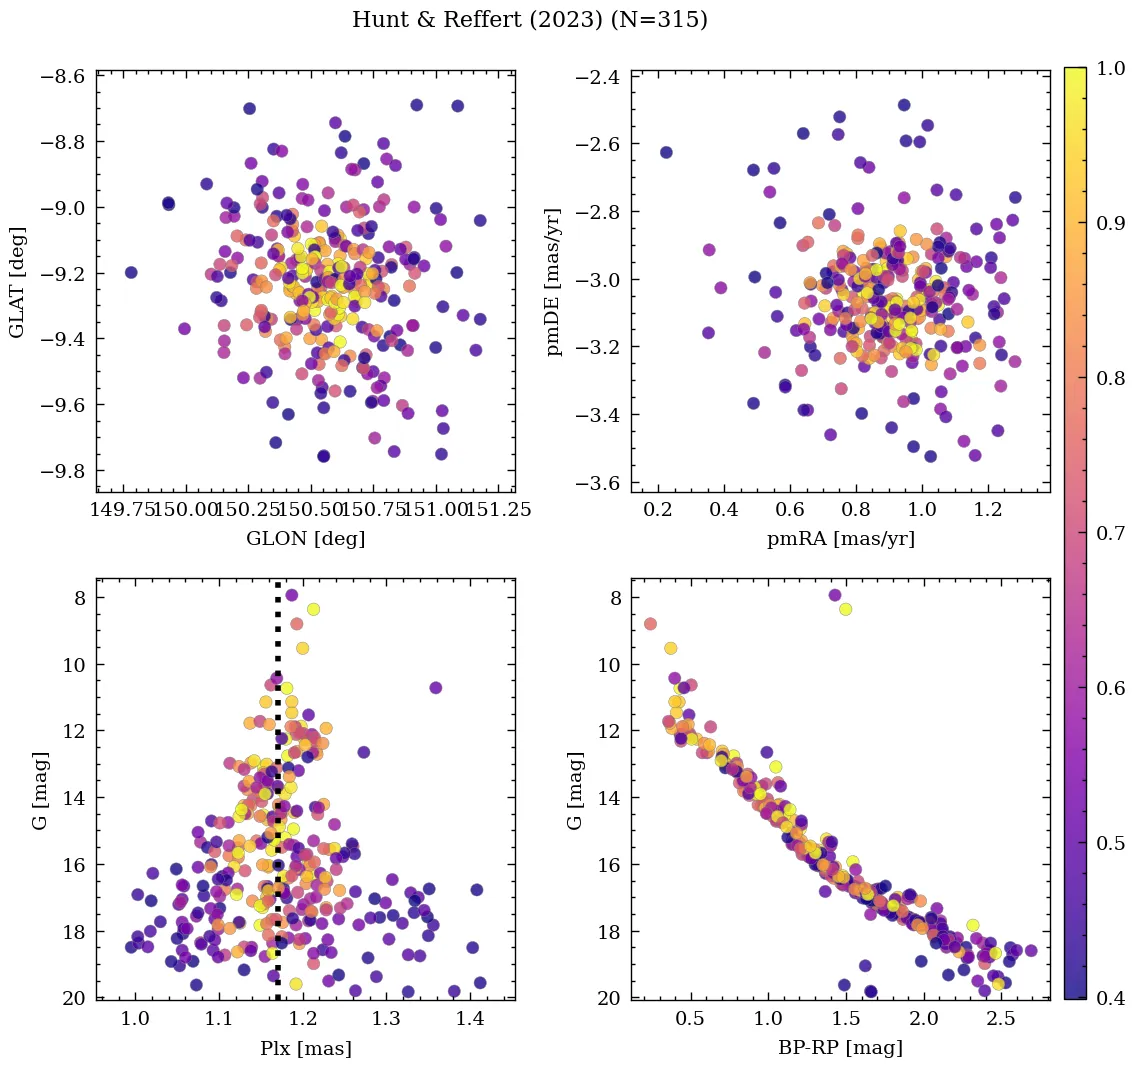 Hunt & Reffert (2023) (N=315)
−8.6
−8.8
−9.0
−9.2
−9.4
−9.6
−9.8
GLAT [deg]
149.75 150.00 150.25 150.50 150.75 151.00 151.25
GLON [deg]
−2.4
−2.6
−2.8
−3.0
−3.2
−3.4
−3.6
pmDE [mas/yr]
0.2 0.4 0.6 0.8 1.0 1.2
pmRA [mas/yr]
8
10
12
14
16
18
20
G [mag]
1.0 1.1 1.2 1.3 1.4
Plx [mas]
8
10
12
14
16
18
20
G [mag]
0.5 1.0 1.5 2.0 2.5
BP-RP [mag]
1.0
0.9
0.8
0.7
0.6
0.5
0.4